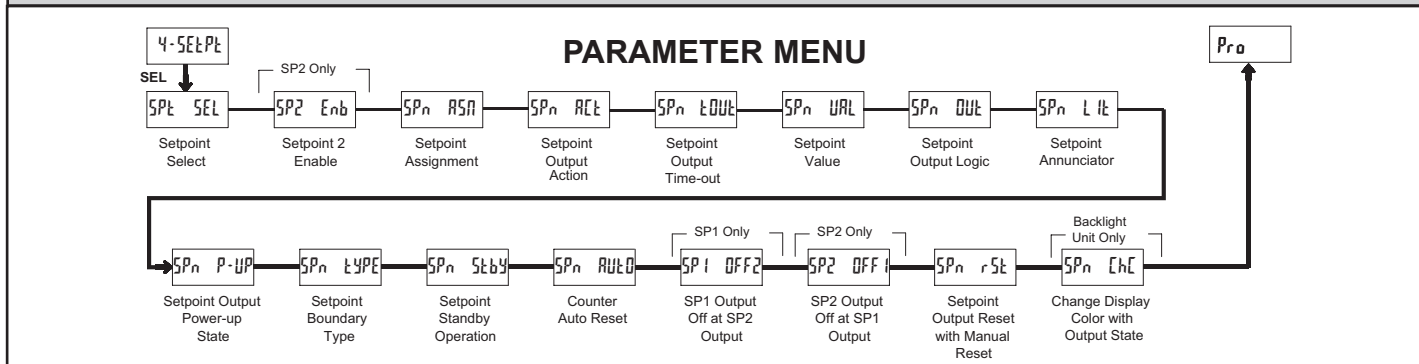 4-SEtPt
PARAMETER MENU
Pro
SEL
SP2 Only
SPt SEL
SP2 Enb
SPn ASN
SPn ACt
SPn tOUt
SPn VAL
SPn OUt
SPn LIt
Setpoint
Select
Setpoint 2
Enable
Setpoint
Assignment
Setpoint
Output
Action
Setpoint
Output
Time-out
Setpoint
Value
Setpoint
Output Logic
Setpoint
Annunciator
SP1 Only
SP2 Only
Backlight
Unit Only
SPn P-UP
SPn tYPE
SPn Stby
SPn AUtO
SP1 OFF2
SP2 OFF1
SPn rSt
SPn ChC
Setpoint Output
Power-up
State
Setpoint
Boundary
Type
Setpoint
Standby
Operation
Counter
Auto Reset
SP1 Output
Off at SP2
Output
SP2 Output
Off at SP1
Output
Setpoint
Output Reset
with Manual
Reset
Change Display
Color with
Output State